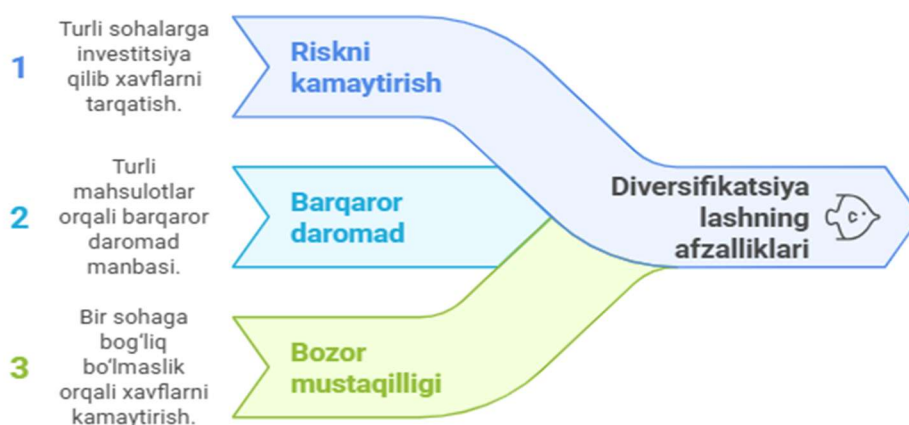 1
Turli sohalarga
investitsiya
qilib xavflarni
tarqatish.
Riskni
kamaytirish
2
Turli
mahsulotlar
orqali barqaror
daromad
manbasi.
Barqaror
daromad
3
Bir sohaga
bog‘liq
bo‘lmaslik
orqali xavflarni
kamaytirish.
Bozor
mustaqilligi
Diversifikatsiya
lashning
afzalliklari